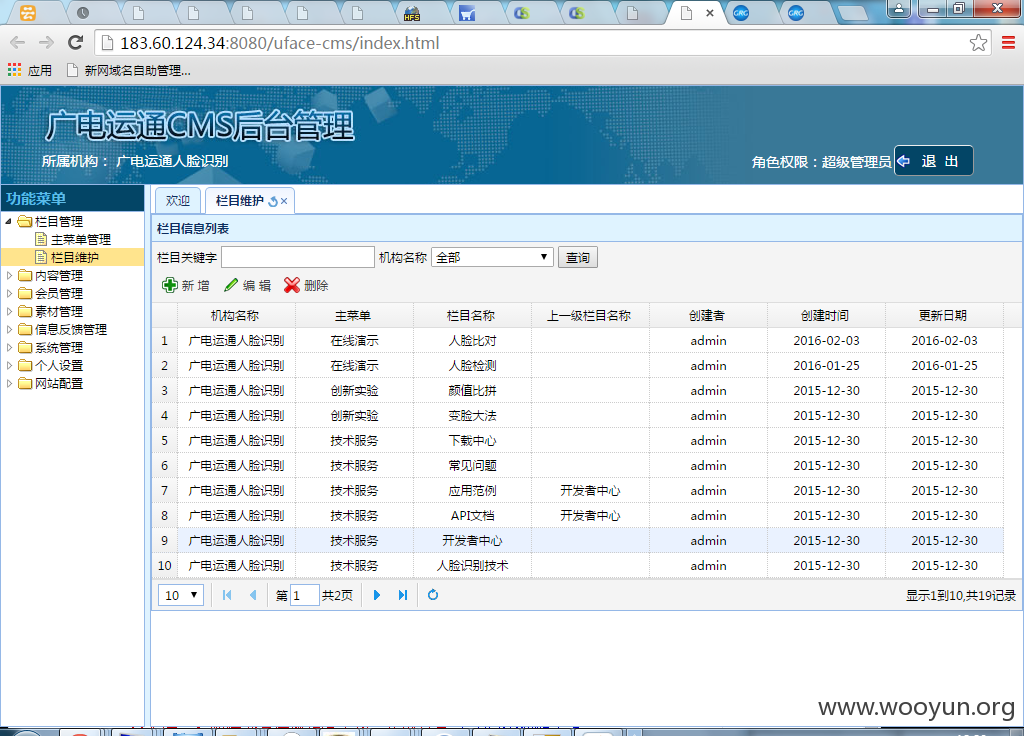 GRG GRG
HFS
183.60.124.34:8080/uface-cms/index.html
应用 新网域名自助管理...
广电运通CMS后台管理
所属机构： 广电运通人脸识别 角色权限：超级管理员 退 出
功能菜单
栏目管理
主菜单管理
栏目维护
内容管理
会员管理
素材管理
信息反馈管理
系统管理
个人设置
网站配置
欢迎 栏目维护
栏目信息列表
栏目关键字 机构名称 全部 查询
新 增 编 辑 删除
机构名称 主菜单 栏目名称 上一级栏目名称 创建者 创建时间 更新日期
1 广电运通人脸识别 在线演示 人脸比对 admin 2016-02-03 2016-02-03
2 广电运通人脸识别 在线演示 人脸检测 admin 2016-01-25 2016-01-25
3 广电运通人脸识别 创新实验 颜值比拼 admin 2015-12-30 2015-12-30
4 广电运通人脸识别 创新实验 变脸大法 admin 2015-12-30 2015-12-30
5 广电运通人脸识别 技术服务 下载中心 admin 2015-12-30 2015-12-30
6 广电运通人脸识别 技术服务 常见问题 admin 2015-12-30 2015-12-30
7 广电运通人脸识别 技术服务 应用范例 开发者中心 admin 2015-12-30 2015-12-30
8 广电运通人脸识别 技术服务 API文档 开发者中心 admin 2015-12-30 2015-12-30
9 广电运通人脸识别 技术服务 开发者中心 admin 2015-12-30 2015-12-30
10 广电运通人脸识别 技术服务 人脸识别技术 admin 2015-12-30 2015-12-30
10 第 1 共2页 显示1到10,共19记录
www.wooyun.org